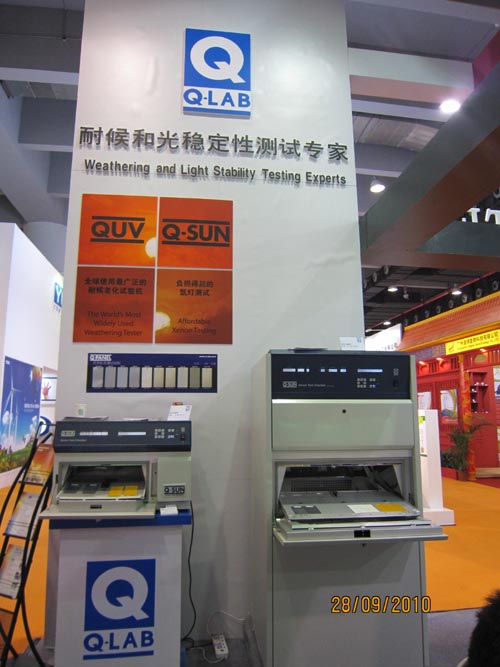 Q
Q-LAB
耐候和光稳定性测试专家
Weathering and Light Stability Testing Experts
QUV
Q-SUN
全球使用最广泛的
耐候老化试验机
The World's Most
Widely Used
Weathering Tester
负担得起的
氙灯测试
Affordable
Xenon Testing
Q-PANEL
Q-SUN
Q-SUN
Q
Q-LAB
28/09/2010